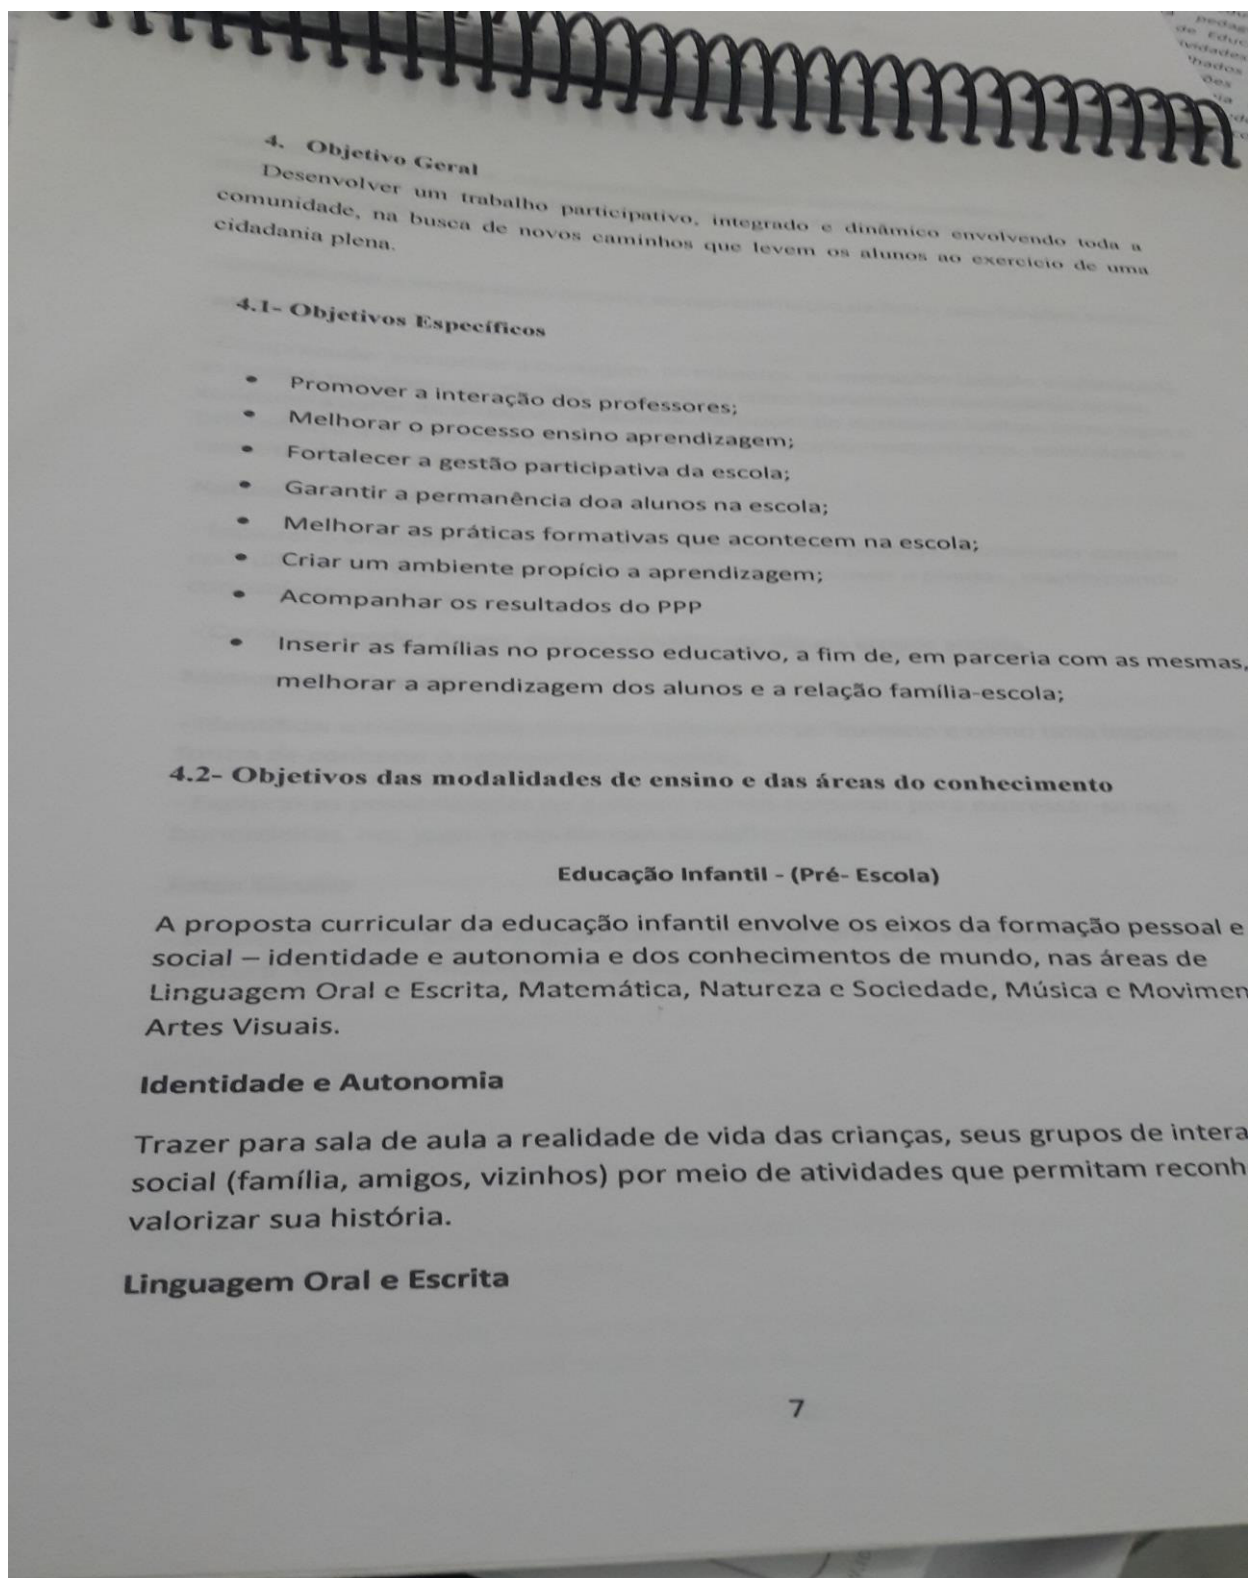 4. Objetivo Geral
Desenvolver um trabalho participativo, integrado e dinâmico envolvendo toda a
comunidade, na busca de novos caminhos que levem os alunos ao exercício de uma
cidadania plena.
4.1- Objetivos Específicos
• Promover a interação dos professores;
• Melhorar o processo ensino aprendizagem;
• Fortalecer a gestão participativa da escola;
• Garantir a permanência doa alunos na escola;
• Melhorar as práticas formativas que acontecem na escola;
• Criar um ambiente propício a aprendizagem;
• Acompanhar os resultados do PPP
• Inserir as famílias no processo educativo, a fim de, em parceria com as mesmas,
melhorar a aprendizagem dos alunos e a relação família-escola;
4.2- Objetivos das modalidades de ensino e das áreas do conhecimento
Educação Infantil - (Pré- Escola)
A proposta curricular da educação infantil envolve os eixos da formação pessoal e
social – identidade e autonomia e dos conhecimentos de mundo, nas áreas de
Linguagem Oral e Escrita, Matemática, Natureza e Sociedade, Música e Movimen
Artes Visuais.
Identidade e Autonomia
Trazer para sala de aula a realidade de vida das crianças, seus grupos de intera
social (família, amigos, vizinhos) por meio de atividades que permitam reconh
valorizar sua história.
Linguagem Oral e Escrita
7